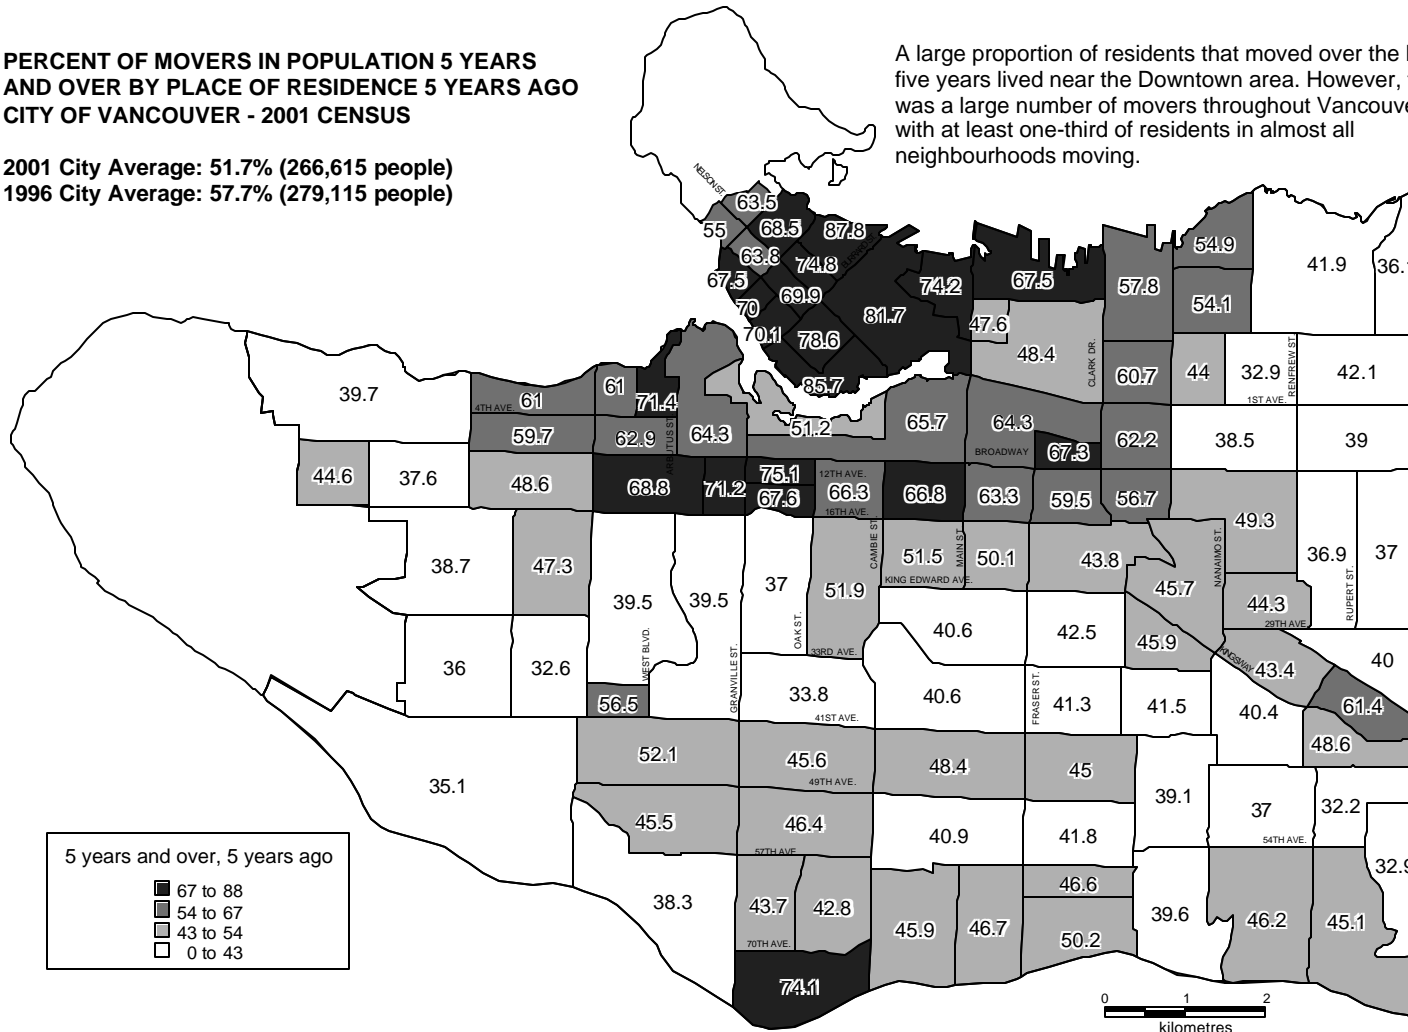 PERCENT OF MOVERS IN POPULATION 5 YEARS
AND OVER BY PLACE OF RESIDENCE 5 YEARS AGO
CITY OF VANCOUVER - 2001 CENSUS
2001 City Average: 51.7% (266,615 people)
1996 City Average: 57.7% (279,115 people)
A large proportion of residents that moved over the
five years lived near the Downtown area. However,
was a large number of movers throughout Vancouve
with at least one-third of residents in almost all
neighbourhoods moving.
NELSON ST.
63.5
55
68.5
87.8
63.8
74.8
BURRARD ST.
67.5
69.9
74.2
67.5
70
81.7
70.1
78.6
85.7
54.9
41.9
36.
57.8
54.1
47.6
48.4
CLARK DR.
60.7
44
32.9
RENFREW ST.
42.1
1ST AVE.
39.7
4TH AVE.
61
61
71.4
59.7
62.9
ARBUTUS ST.
64.3
51.2
65.7
64.3
BROADWAY
67.3
62.2
38.5
39
44.6
37.6
48.6
68.8
71.2
75.1
12TH AVE.
67.6
66.3
16TH AVE.
66.8
63.3
59.5
56.7
49.3
38.7
47.3
39.5
39.5
37
OAK ST.
CAMBIE ST.
51.9
51.5
MAIN ST.
50.1
KING EDWARD AVE.
43.8
45.7
NANAIMO ST.
36.9
RUPERT ST.
37
44.3
29TH AVE.
40.6
42.5
45.9
KINGSWAY
43.4
40
36
32.6
WEST BLVD.
56.5
GRANVILLE ST.
33RD AVE.
33.8
41ST AVE.
40.6
FRASER ST.
41.3
41.5
40.4
61.4
48.6
35.1
52.1
45.6
49TH AVE.
48.4
45
39.1
37
54TH AVE.
32.2
45.5
46.4
57TH AVE
40.9
41.8
32.9
38.3
43.7
42.8
70TH AVE.
45.9
46.7
46.6
50.2
39.6
46.2
45.1
74.1
5 years and over, 5 years ago
67 to 88
54 to 67
43 to 54
0 to 43
0 1 2
kilometres